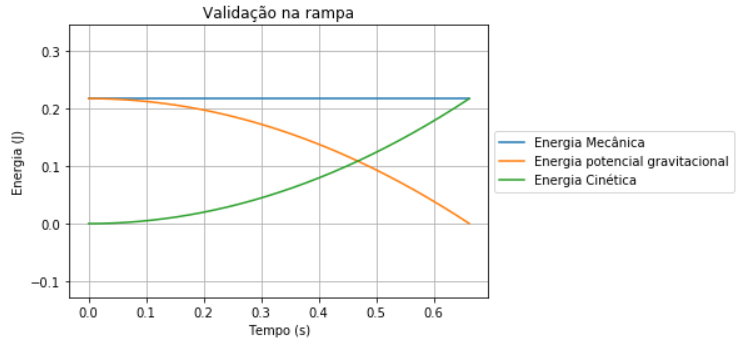 Validação na rampa
Energia (J)
0.3
0.2
0.1
0.0
−0.1
0.0 0.1 0.2 0.3 0.4 0.5 0.6
Tempo (s)
Energia Mecânica
Energia potencial gravitacional
Energia Cinética